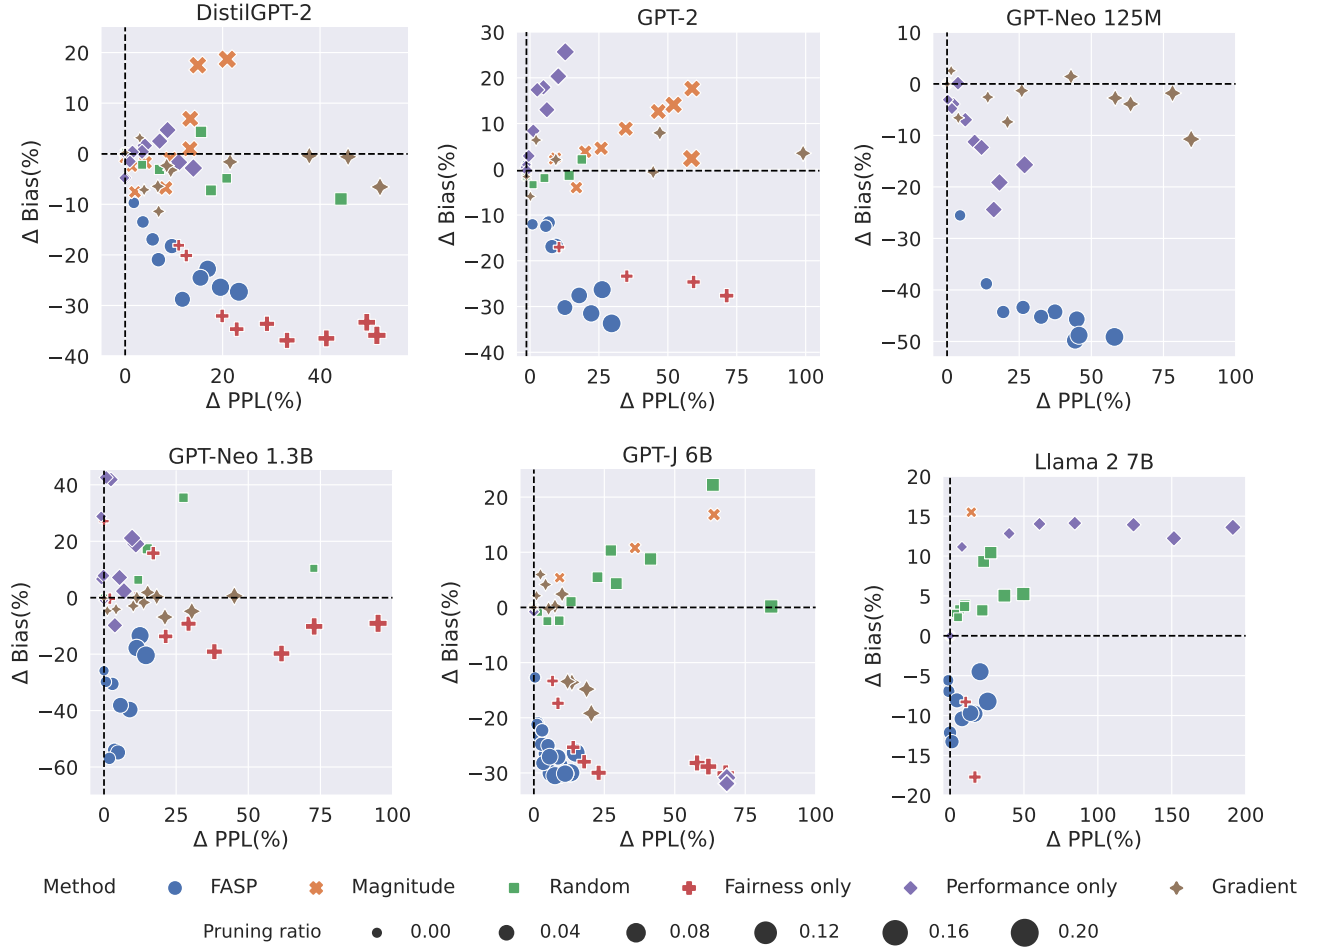 DistilGPT-2
Δ Bias(%)
20
10
0
−10
−20
−30
−40
0 20 40
Δ PPL(%)
GPT-2
Δ Bias(%)
30
20
10
0
−10
−20
−30
−40
0 25 50 75 100
Δ PPL(%)
GPT-Neo 125M
Δ Bias(%)
10
0
−10
−20
−30
−40
−50
0 25 50 75 100
Δ PPL(%)
GPT-Neo 1.3B
Δ Bias(%)
40
20
0
−20
−40
−60
0 25 50 75 100
Δ PPL(%)
GPT-J 6B
Δ Bias(%)
20
10
0
−10
−20
−30
0 25 50 75 100
Δ PPL(%)
Llama 2 7B
Δ Bias(%)
20
15
10
5
0
−5
−10
−15
−20
0 50 100 150 200
Δ PPL(%)
Method FASP Magnitude Random Fairness only Performance only Gradient
Pruning ratio 0.00 0.04 0.08 0.12 0.16 0.20